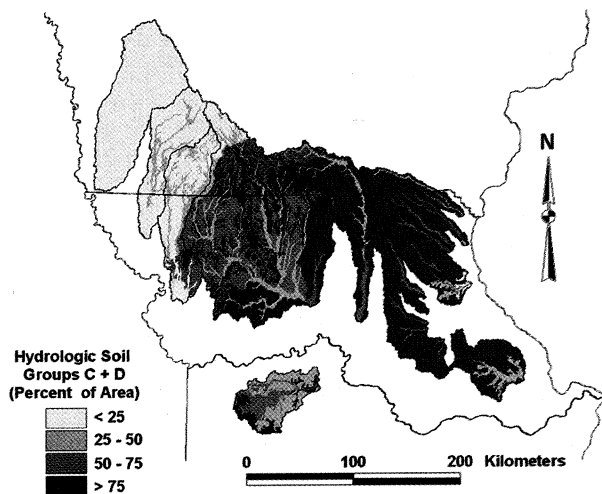 N
Hydrologic Soil
Groups C + D
(Percent of Area)
< 25
25 - 50
50 - 75
> 75
0 100 200 Kilometers